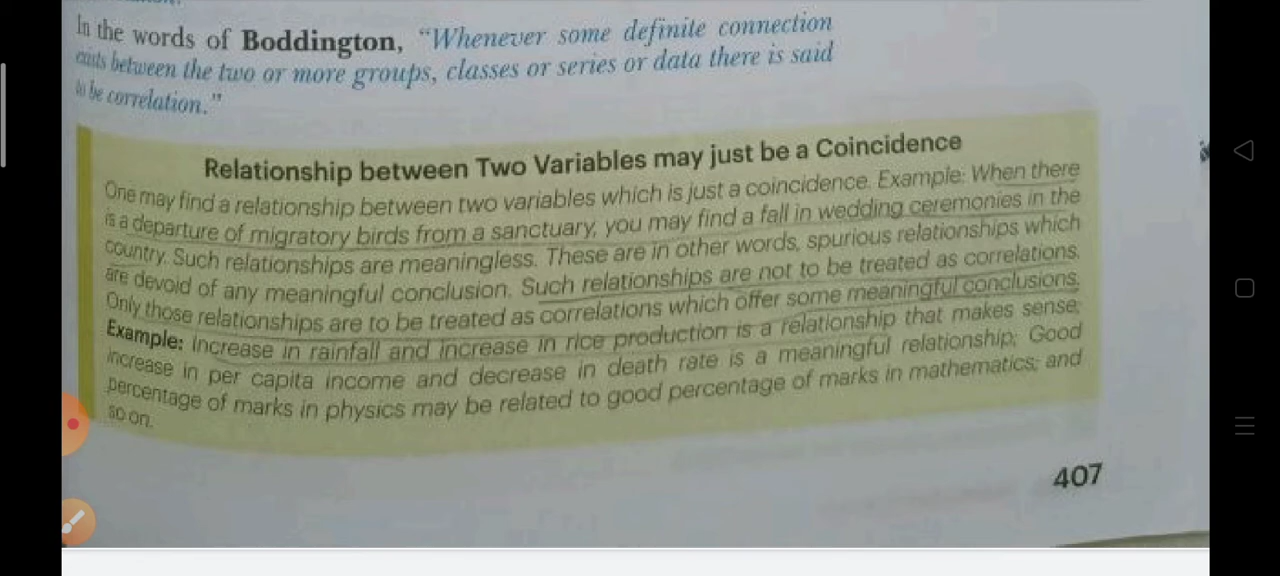 In the words of Boddington, "Whenever some definite connection
exists between the two or more groups, classes or series or data there is said
to be correlation."
Relationship between Two Variables may just be a Coincidence
One may find a relationship between two variables which is just a coincidence. Example: When there
is a departure of migratory birds from a sanctuary, you may find a fall in wedding ceremonies in the
country. Such relationships are meaningless. These are in other words, spurious relationships which
are devoid of any meaningful conclusion. Such relationships are not to be treated as correlations.
Only those relationships are to be treated as correlations which offer some meaningful conclusions.
Example: Increase in rainfall and increase in rice production is a relationship that makes sense;
increase in per capita income and decrease in death rate is a meaningful relationship; Good
percentage of marks in physics may be related to good percentage of marks in mathematics; and
so on.
407